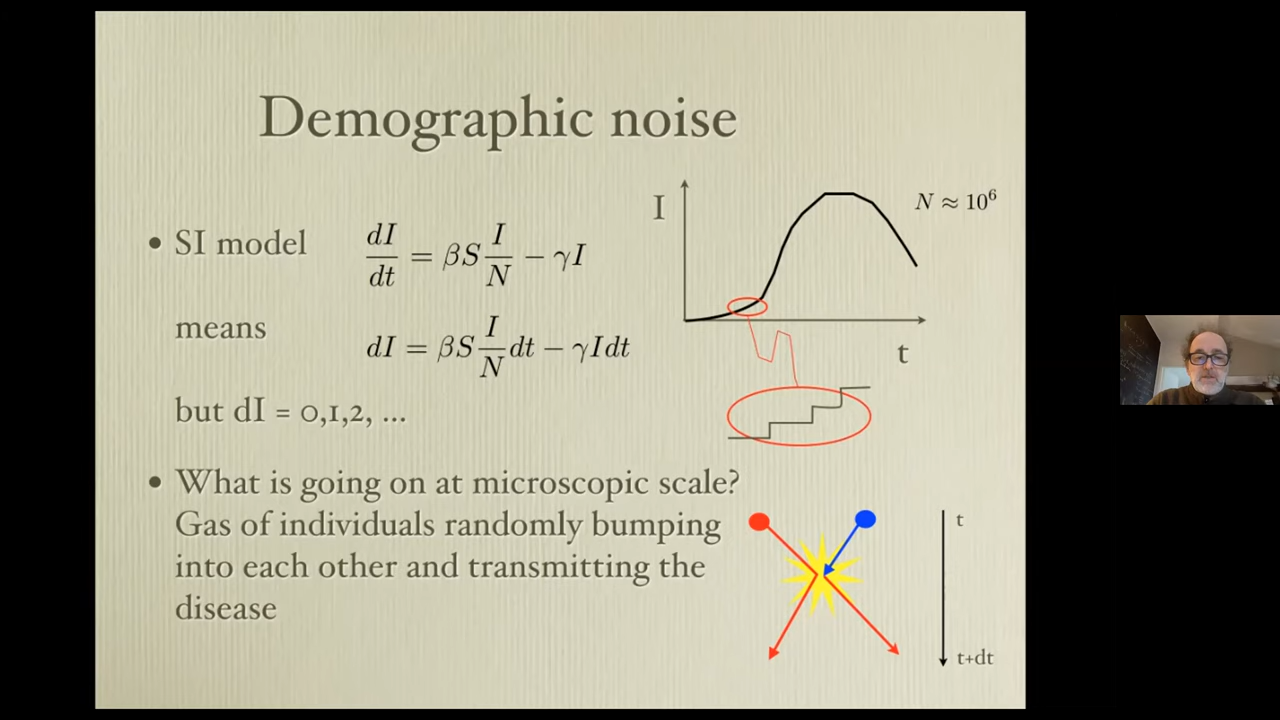 Demographic noise
• SI model
dI/dt = βS I/N − γI
means
dI = βS I/N dt − γIdt
but dI = 0,1,2, ...
• What is going on at microscopic scale?
Gas of individuals randomly bumping
into each other and transmitting the
disease
I
N ≈ 10⁶
t
t
t+dt